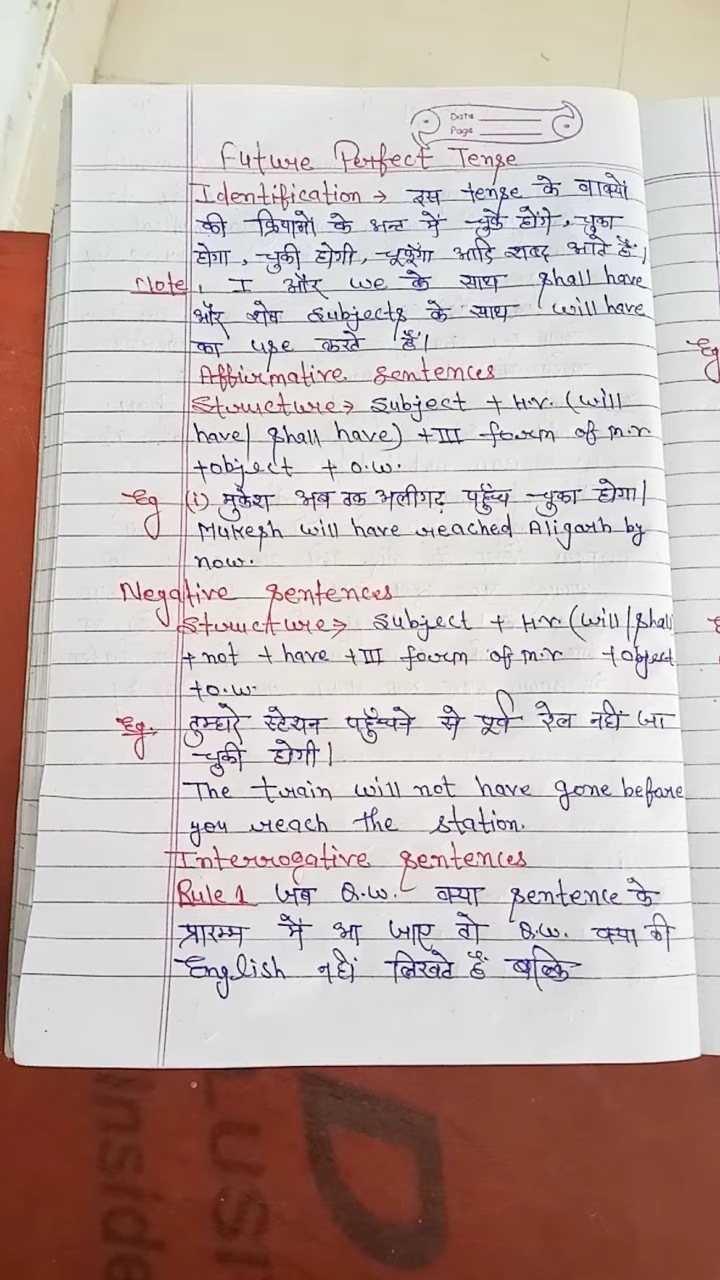 Date
Page
Future Perfect Tense
Identification → इस tense के वाक्यों
की क्रियाओं के अन्त में चुके होंगे, चुका
होगा, चुकी होगी, चूकूँगा आदि शब्द आते हैं।
Note, I और we के साथ shall have
और शेष subjects के साथ will have
का use करते हैं।
Eg
Affirmative sentences
Structure → Subject + H.v. (will
have/ shall have) + III form of m.v
+object + o.w.
Eg (i) मुकेश अब तक अलीगढ़ पहुँच चुका होगा।
Mukesh will have reached Aligarh by
now.
Negative sentences
Structure → Subject + Hv (will/shall
+ not + have + III form of m.v +object
+o.w.
Eg. तुम्हारे स्टेशन पहुँचने से पूर्व रेल नहीं जा
चुकी होगी।
The train will not have gone before
you reach the station.
Interrogative sentences
Rule 1 जब Q.w. क्या sentence के
प्रारम्भ में आ जाए तो Q.w. क्या की
English नहीं लिखते हैं बल्कि
LUSI
inside
D